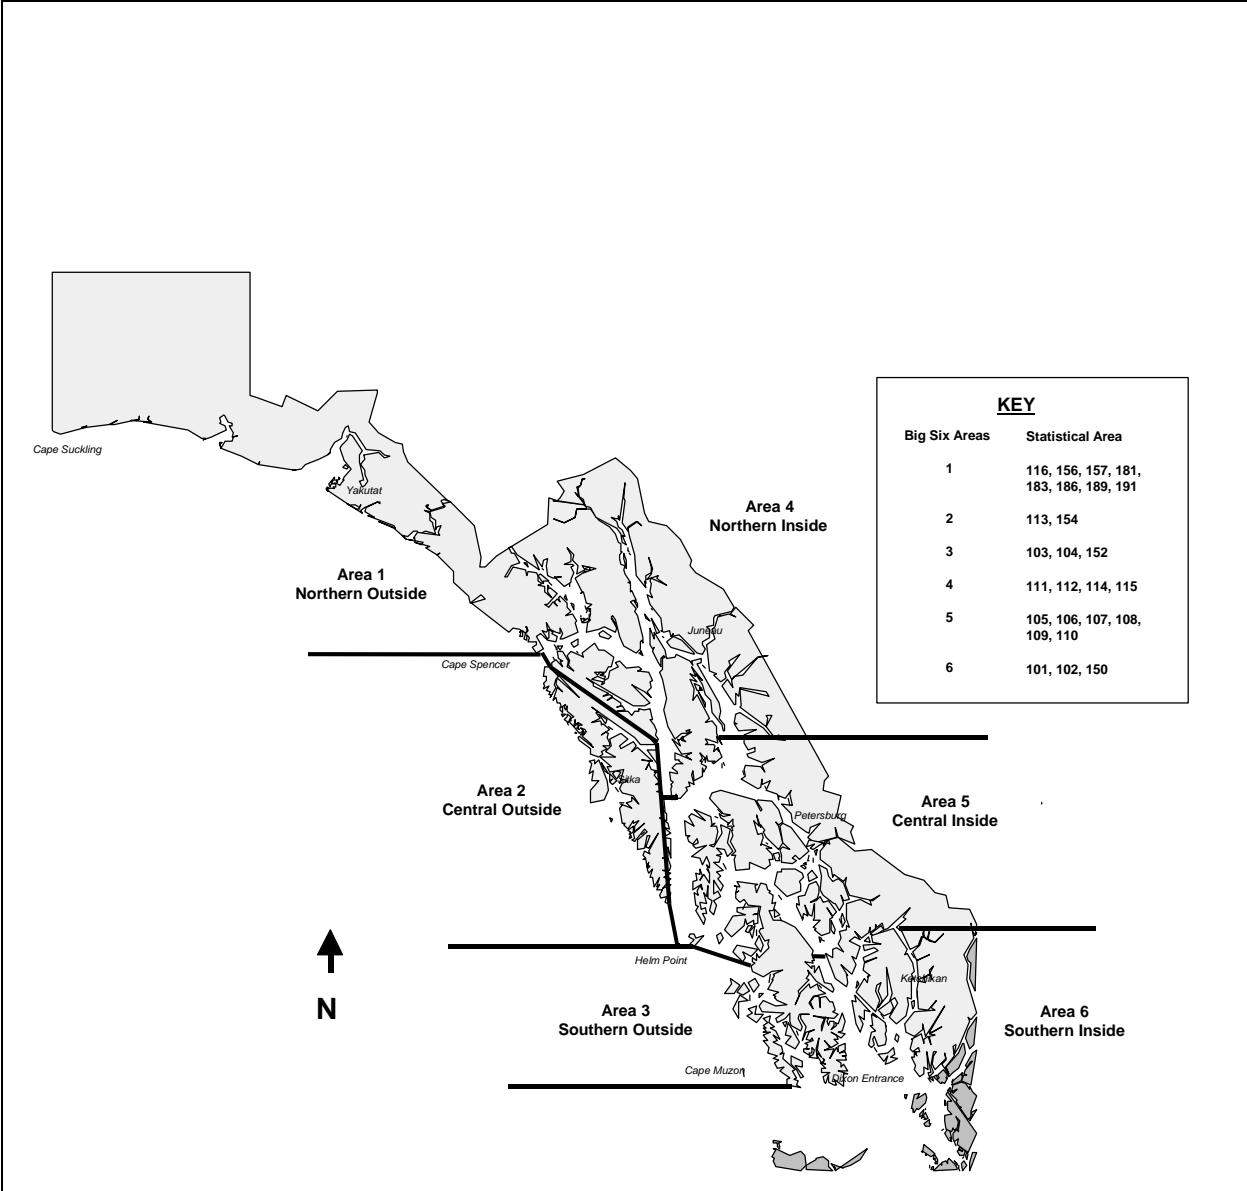 Cape Suckling
Yakutat
Area 4
Northern Inside
Area 1
Northern Outside
Juneau
Cape Spencer
KEY
Big Six Areas Statistical Area
1 116, 156, 157, 181,
183, 186, 189, 191
2 113, 154
3 103, 104, 152
4 111, 112, 114, 115
5 105, 106, 107, 108,
109, 110
6 101, 102, 150
Sitka
Area 2
Central Outside
Petersburg
Area 5
Central Inside
Helm Point
N
Ketchikan
Area 3
Southern Outside
Area 6
Southern Inside
Cape Muzon
Dixon Entrance